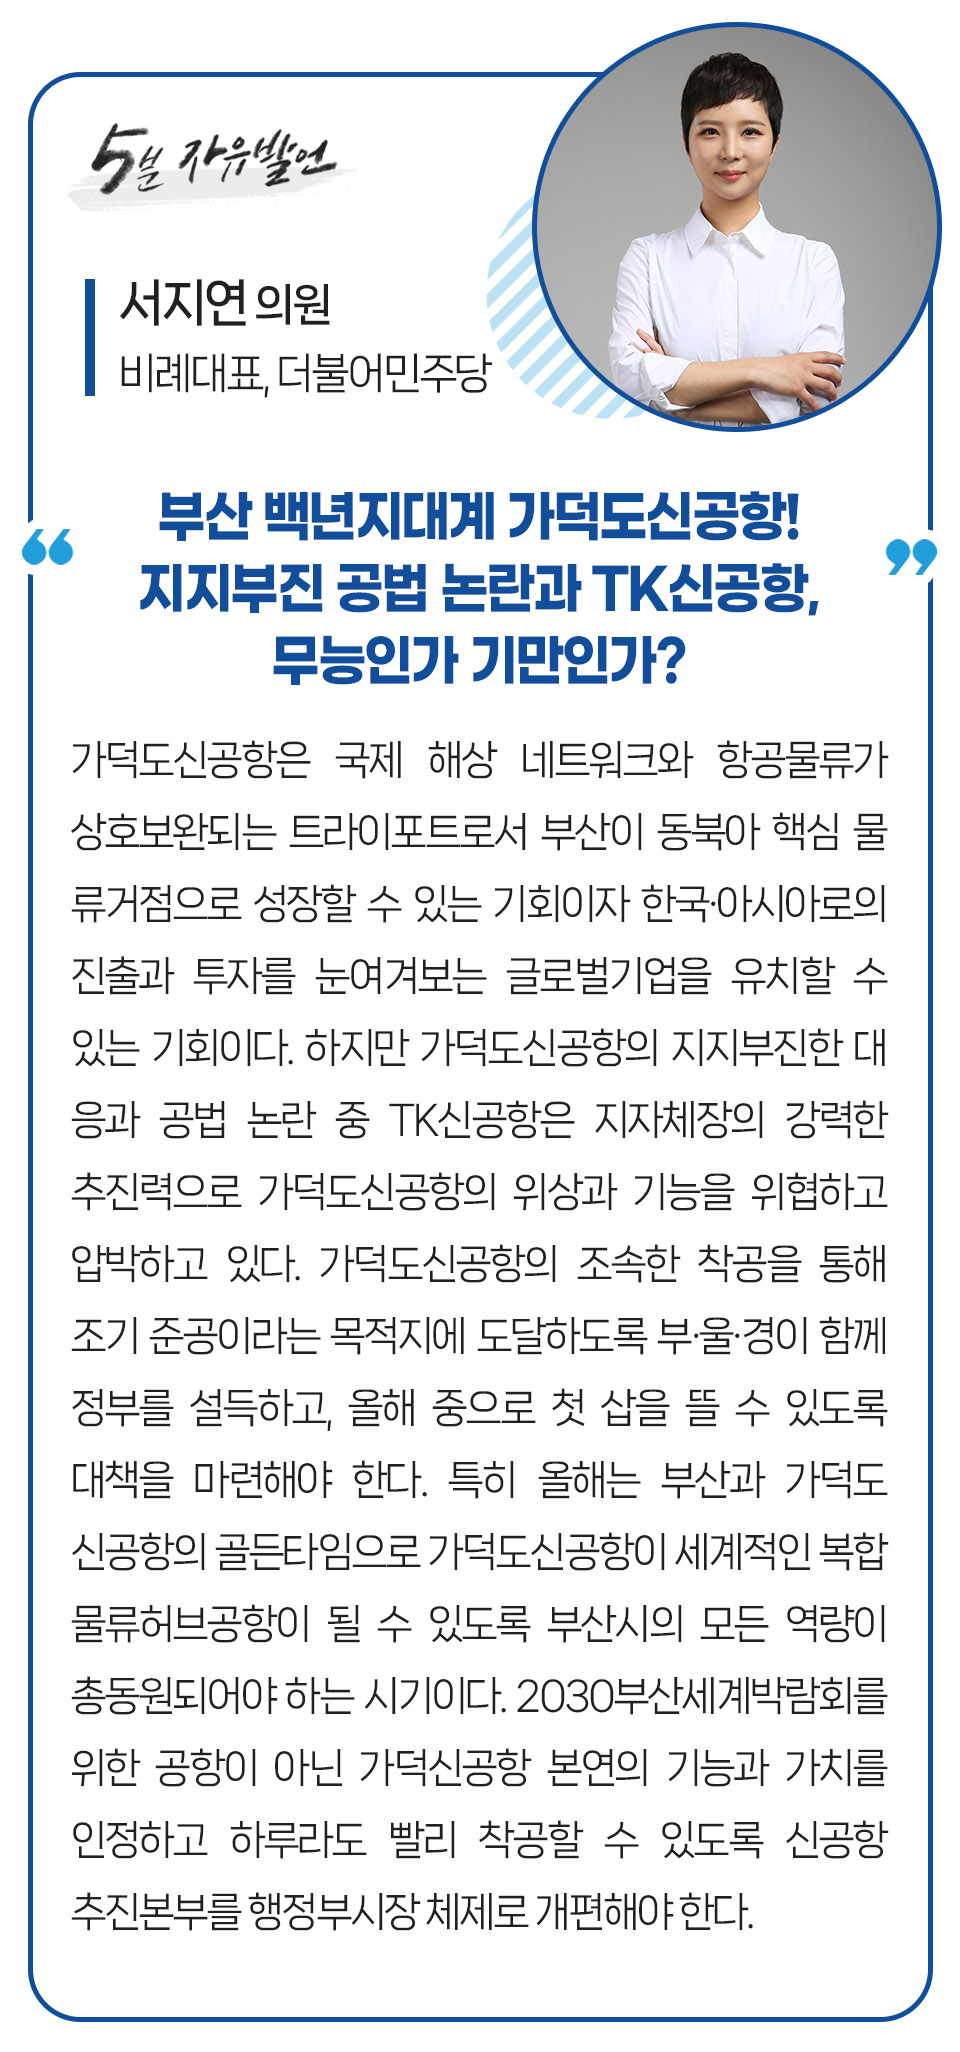 5분 자유발언
서지연 의원
비례대표, 더불어민주당
부산 백년지대계 가덕도신공항!
“ ”
지지부진 공법 논란과 TK신공항,
무능인가 기만인가?
가덕도신공항은 국제 해상 네트워크와 항공물류가
상호보완되는 트라이포트로서 부산이 동북아 핵심 물
류거점으로 성장할 수 있는 기회이자 한국·아시아로의
진출과 투자를 눈여겨보는 글로벌기업을 유치할 수
있는 기회이다. 하지만 가덕도신공항의 지지부진한 대
응과 공법 논란 중 TK신공항은 지자체장의 강력한
추진력으로 가덕도신공항의 위상과 기능을 위협하고
압박하고 있다. 가덕도신공항의 조속한 착공을 통해
조기 준공이라는 목적지에 도달하도록 부·울·경이 함께
정부를 설득하고, 올해 중으로 첫 삽을 뜰 수 있도록
대책을 마련해야 한다. 특히 올해는 부산과 가덕도
신공항의 골든타임으로 가덕도신공항이 세계적인 복합
물류허브공항이 될 수 있도록 부산시의 모든 역량이
총동원되어야 하는 시기이다. 2030부산세계박람회를
위한 공항이 아닌 가덕신공항 본연의 기능과 가치를
인정하고 하루라도 빨리 착공할 수 있도록 신공항
추진본부를 행정부시장 체제로 개편해야 한다.